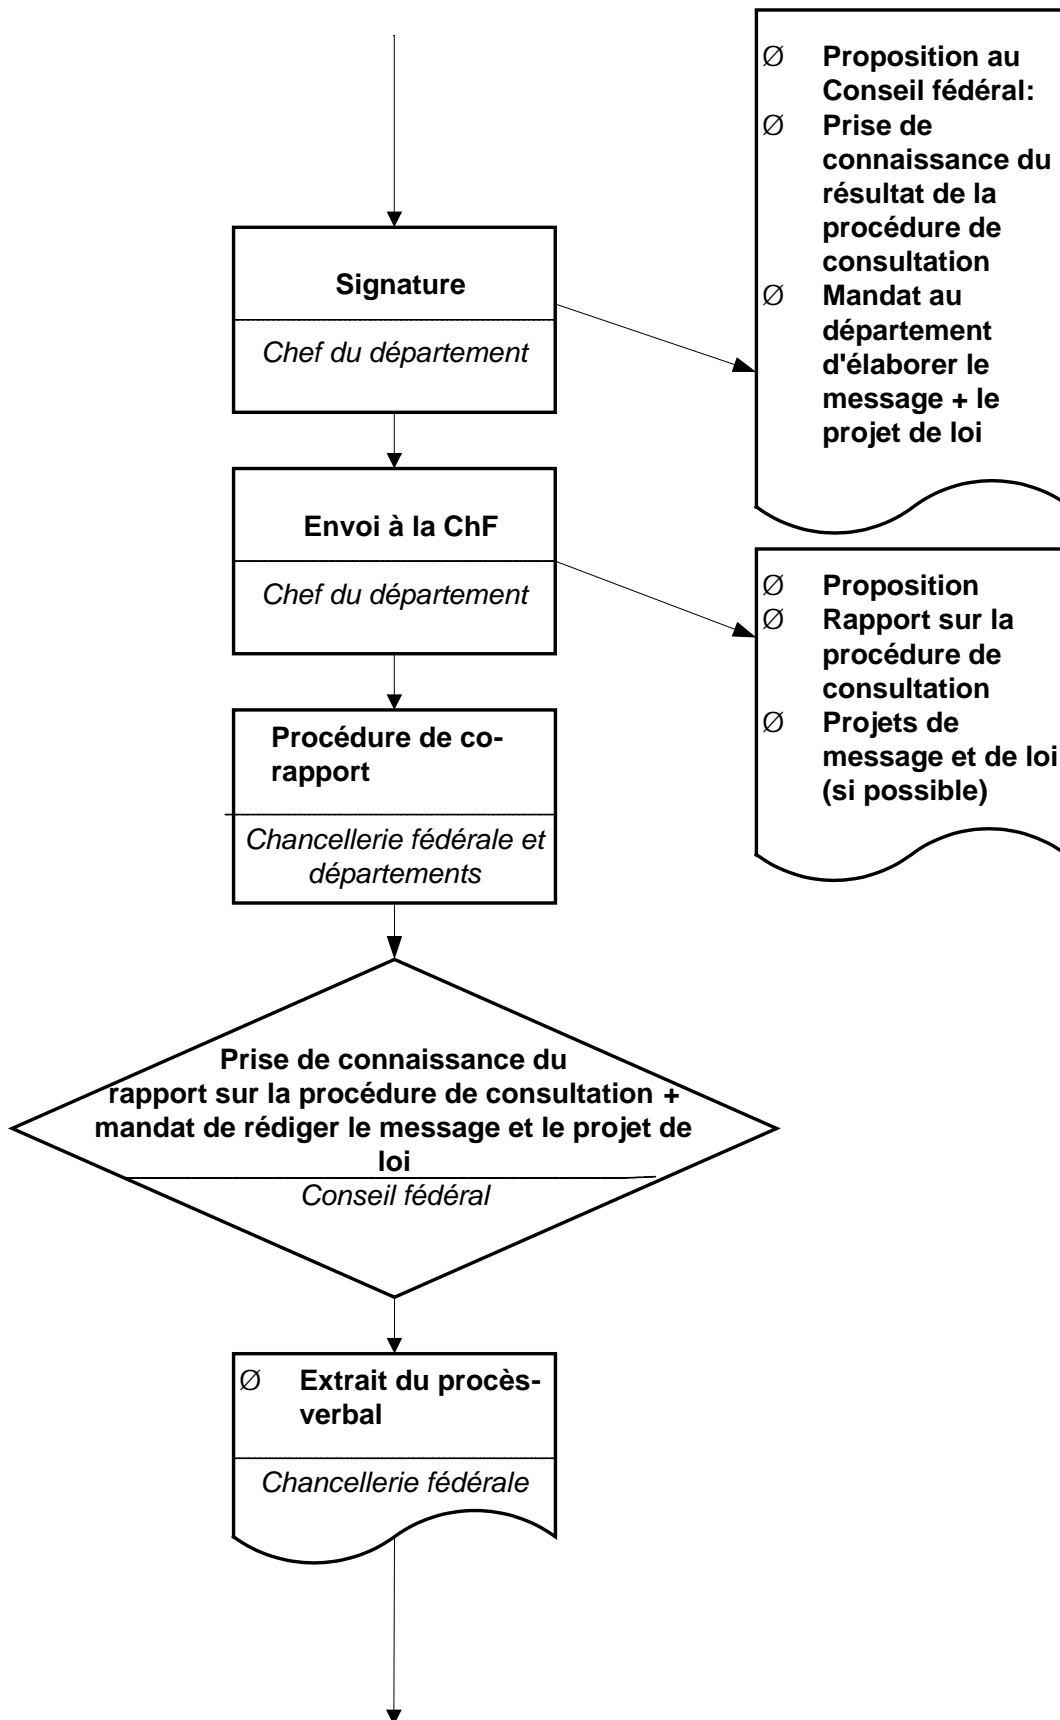 Ø Proposition au
Conseil fédéral:
Ø Prise de
connaissance du
résultat de la
procédure de
consultation
Ø Mandat au
département
d'élaborer le
message + le
projet de loi
Signature
Chef du département
Envoi à la ChF
Chef du département
Ø Proposition
Ø Rapport sur la
procédure de
consultation
Ø Projets de
message et de loi
(si possible)
Procédure de co-
rapport
Chancellerie fédérale et
départements
Prise de connaissance du
rapport sur la procédure de consultation +
mandat de rédiger le message et le projet de
loi
Conseil fédéral
Ø Extrait du procès-
verbal
Chancellerie fédérale